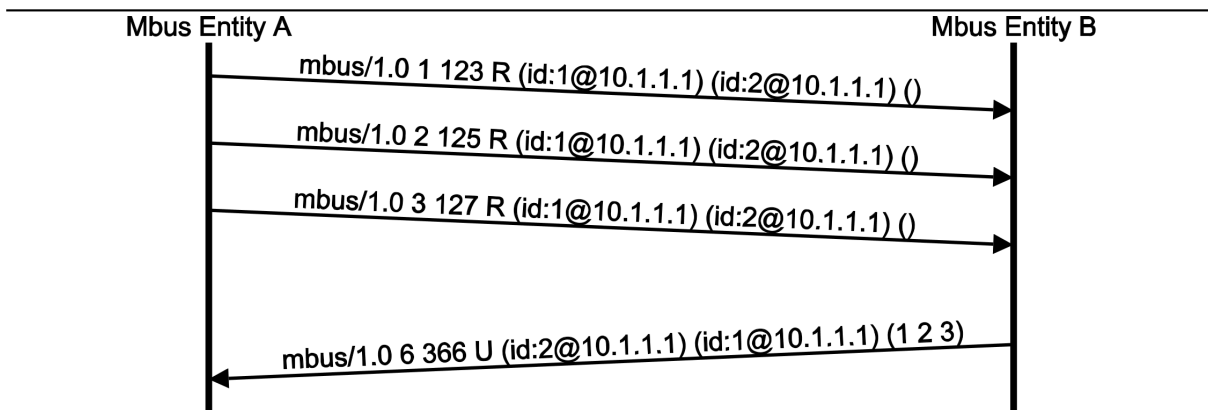 Mbus Entity A
Mbus Entity B
mbus/1.0 1 123 R (id:1@10.1.1.1) (id:2@10.1.1.1) ()
mbus/1.0 2 125 R (id:1@10.1.1.1) (id:2@10.1.1.1) ()
mbus/1.0 3 127 R (id:1@10.1.1.1) (id:2@10.1.1.1) ()
mbus/1.0 6 366 U (id:2@10.1.1.1) (id:1@10.1.1.1) (1 2 3)